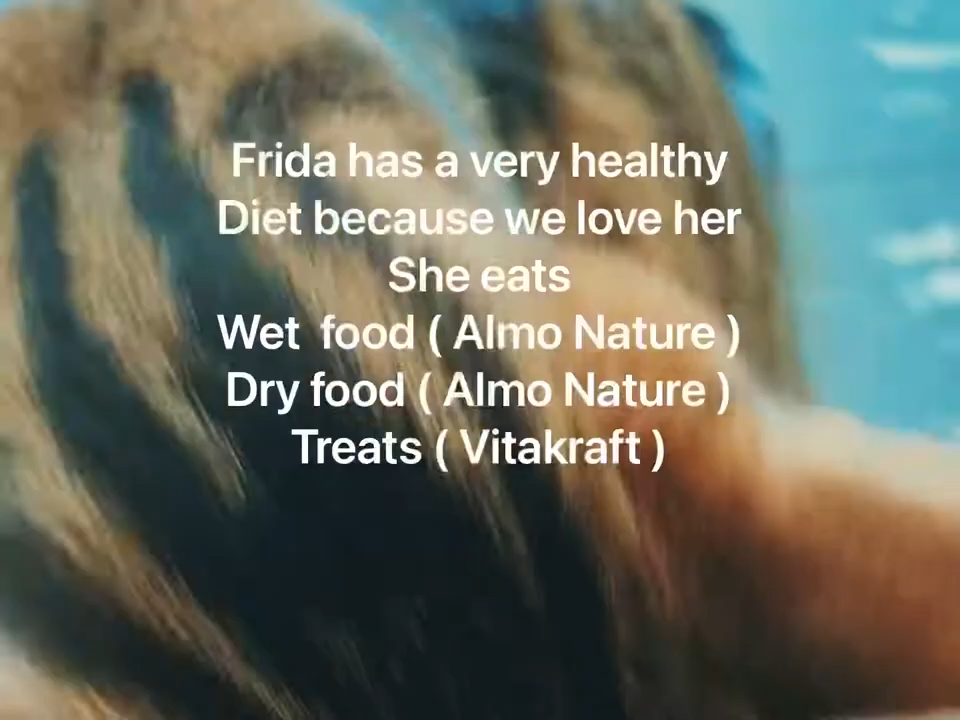 Frida has a very healthy
Diet because we love her
She eats
Wet  food ( Almo Nature )
Dry food ( Almo Nature )
Treats ( Vitakraft )